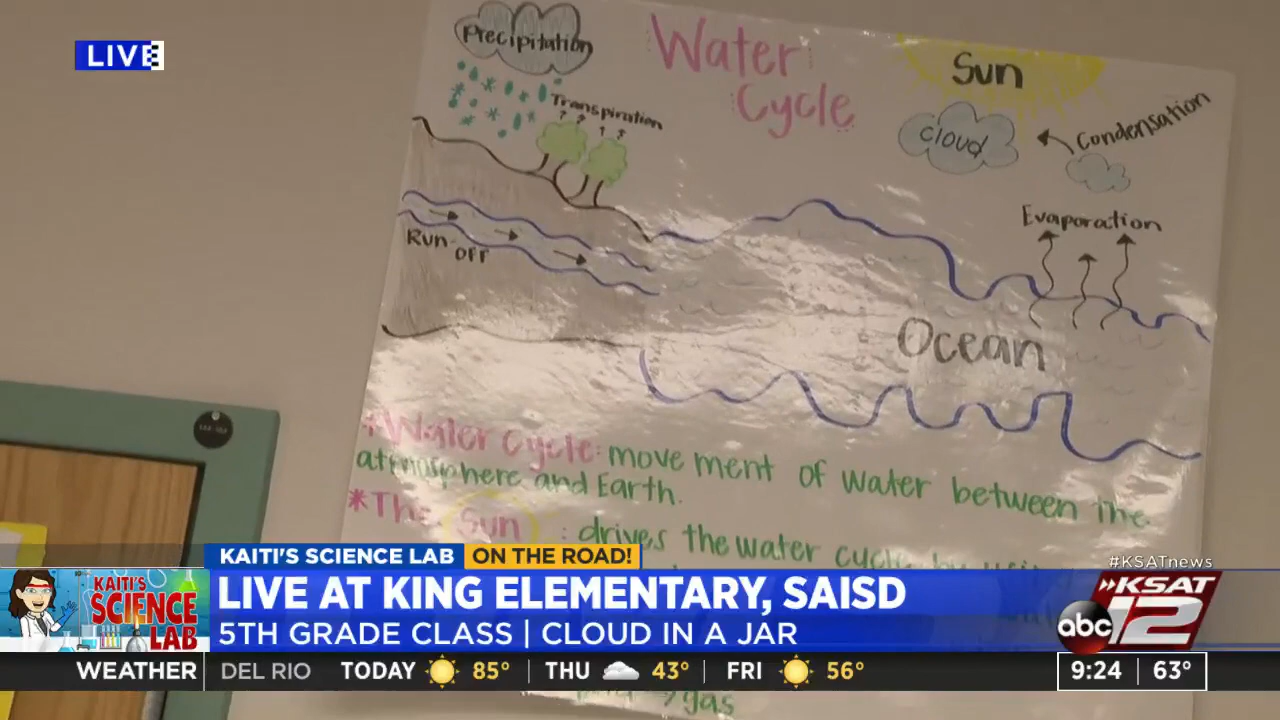 LIVE
Precipitation
Water
Cycle
Sun
Transpiration
cloud
Condensation
Evaporation
Run-
off
Ocean
*Water Cycle: movement of water between the
atmosphere and Earth.
*The Sun : drives the water cycle by
gas
KAITI'S SCIENCE LAB ON THE ROAD!
#KSATnews
KAITI'S
SCIENCE
LAB
LIVE AT KING ELEMENTARY, SAISD
5TH GRADE CLASS | CLOUD IN A JAR
abc KSAT
12
WEATHER DEL RIO TODAY 85° THU 43° FRI 56° 9:24 63°